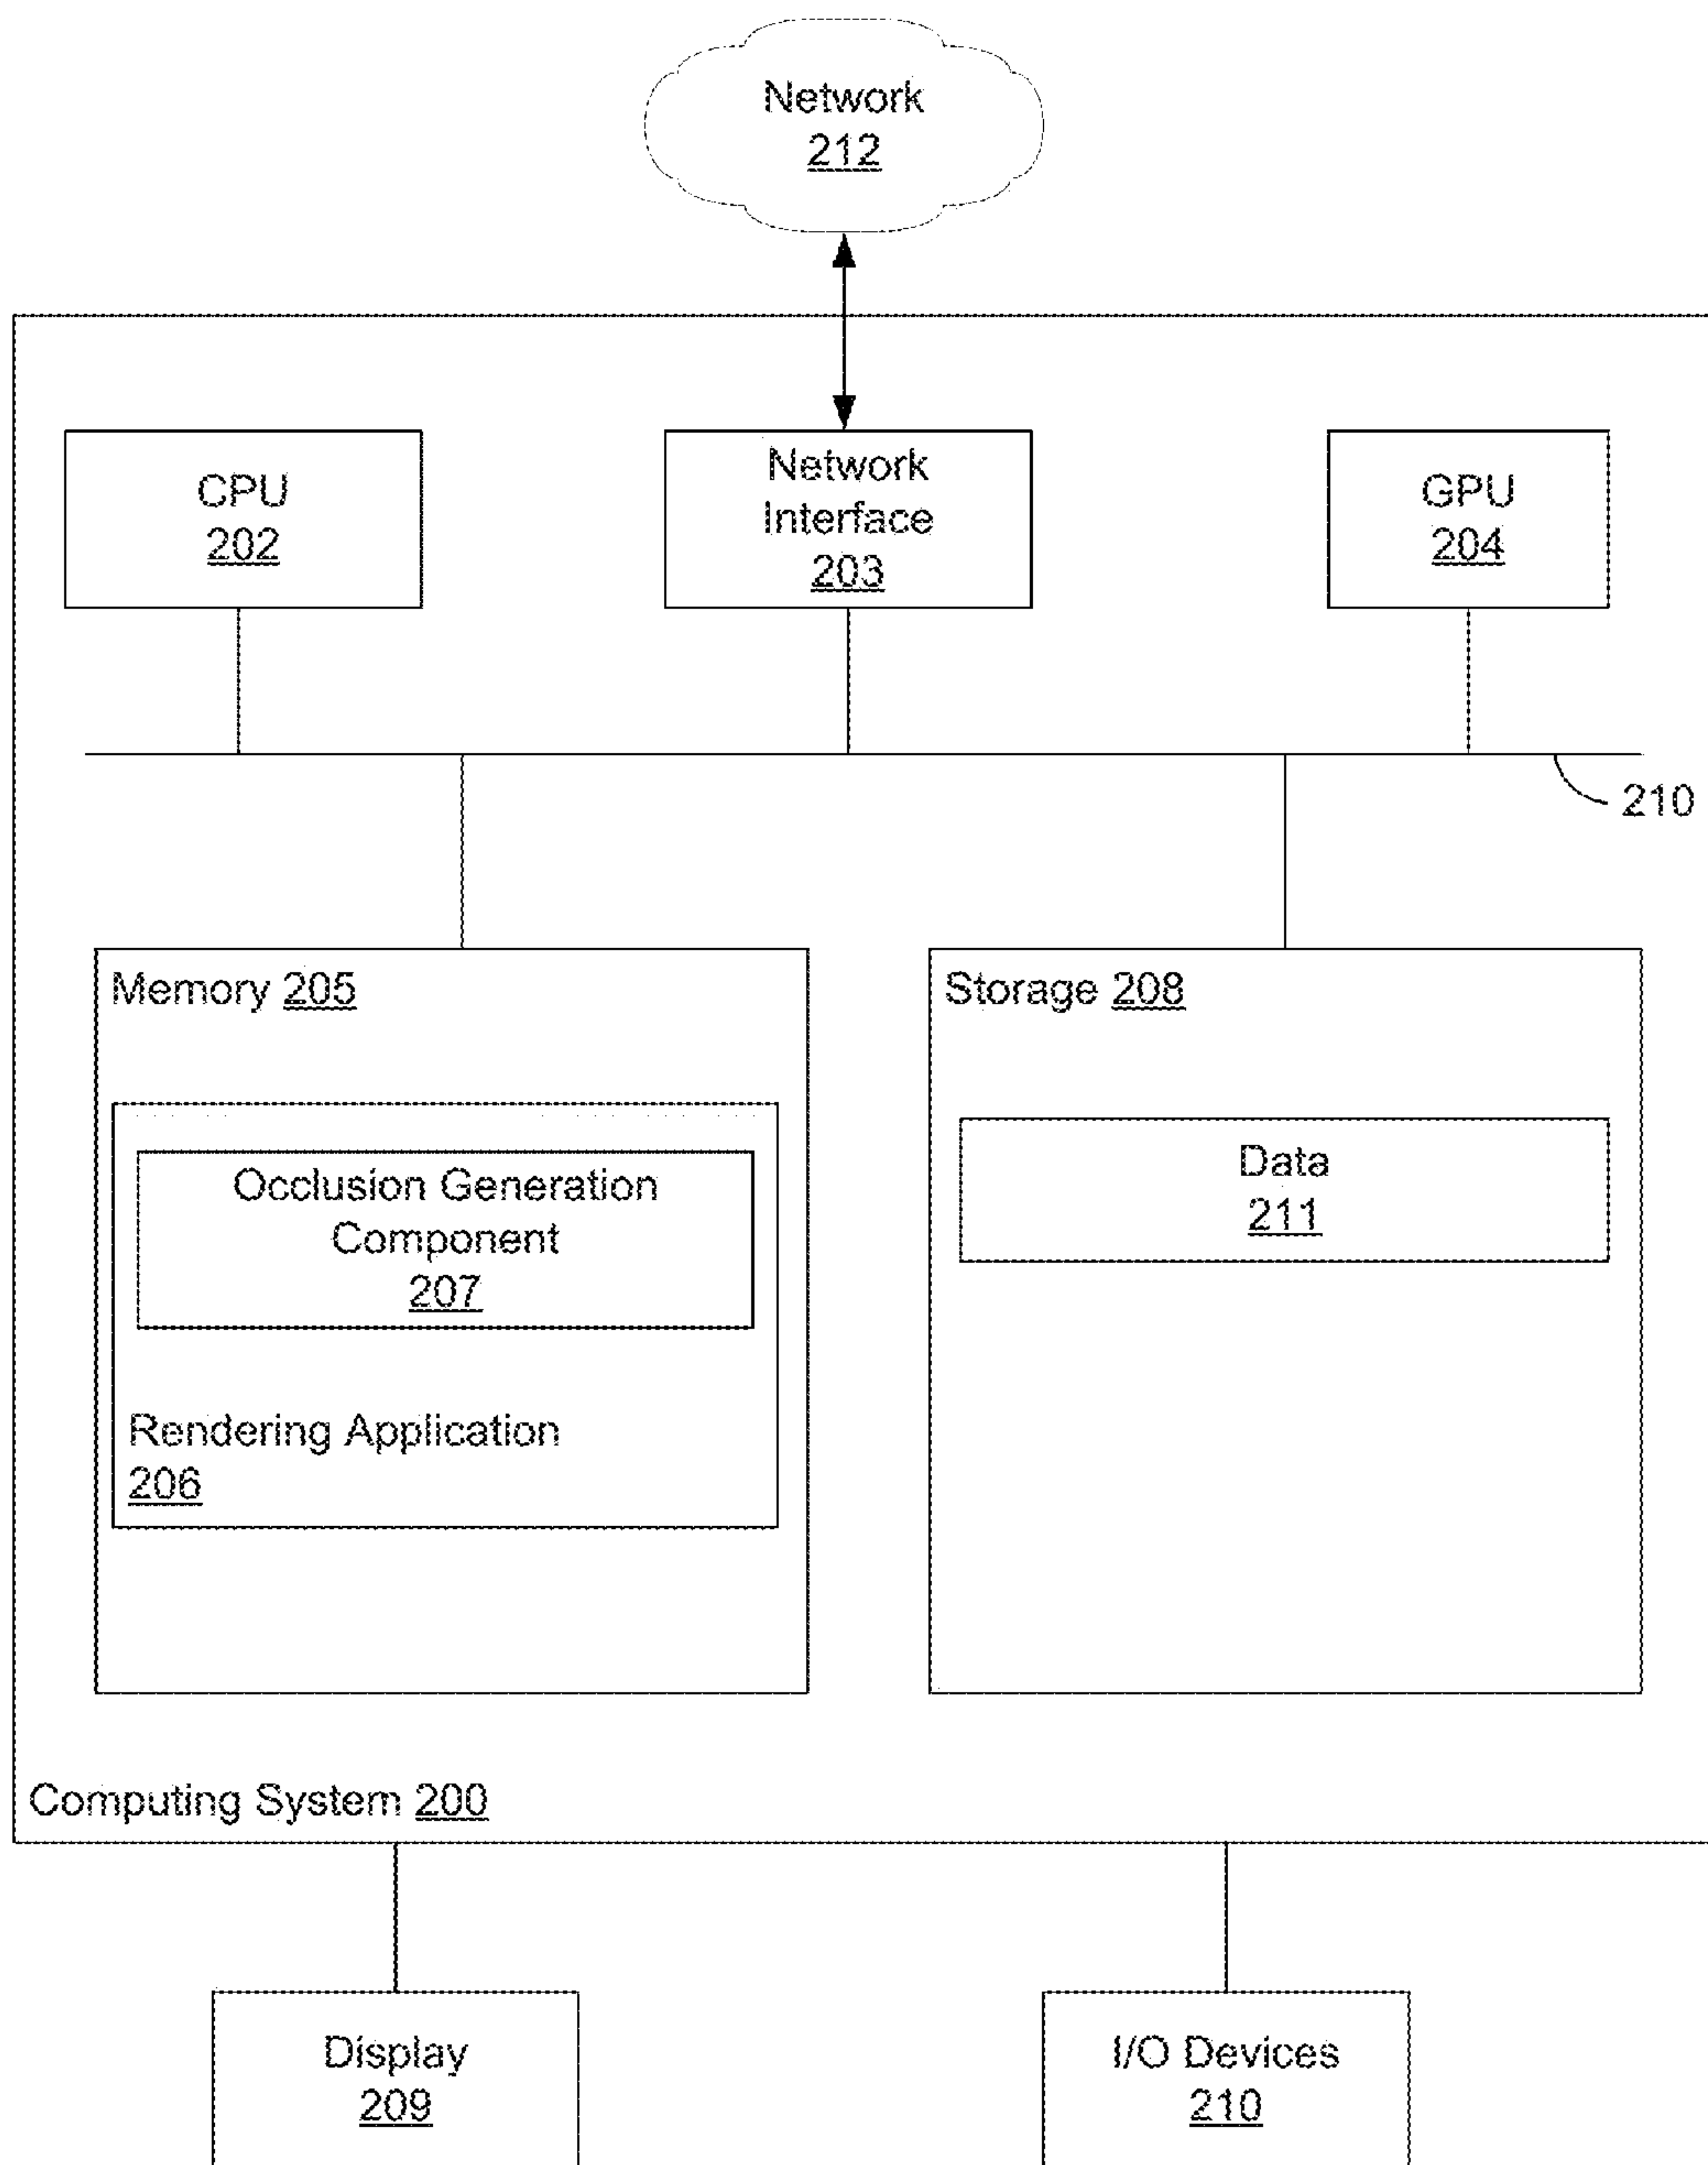 Network
212
CPU
202
Network
Interface
203
GPU
204
210
Memory 205
Storage 208
Occlusion Generation
Component
207
Data
211
Rendering Application
206
Computing System 200
Display
209
I/O Devices
210